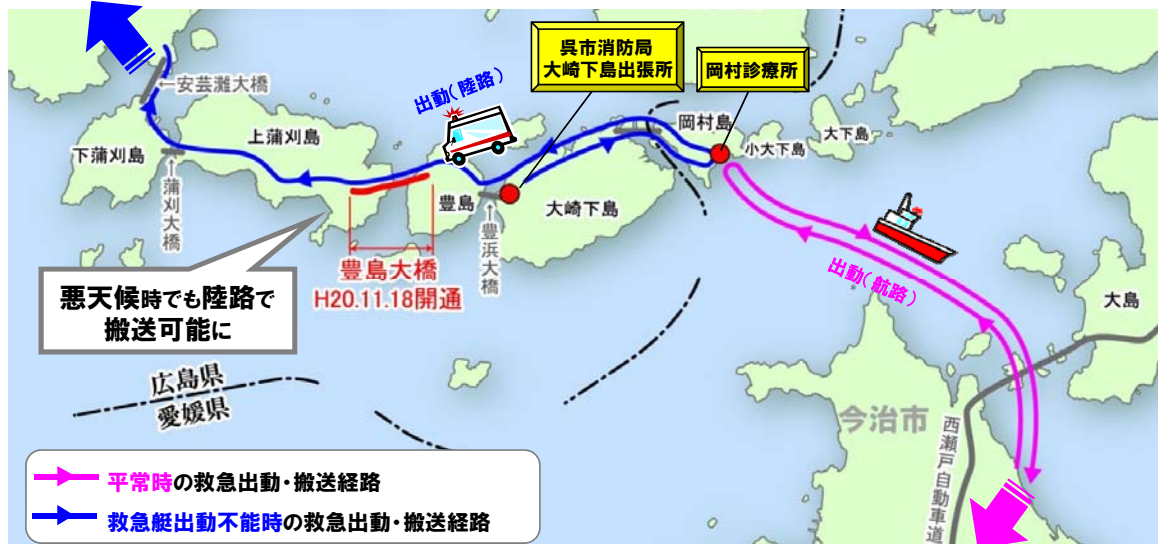 呉市消防局
大崎下島出張所
岡村診療所
←安芸灘大橋
出動(陸路)
岡村島
大下島
小大下島
上蒲刈島
下蒲刈島
←蒲刈大橋
豊島
←豊浜大橋
大崎下島
豊島大橋
H20.11.18開通
出動(航路)
大島
悪天候時でも陸路で
搬送可能に
広島県
愛媛県
今治市
西瀬戸自動車道
平常時の救急出動・搬送経路
救急艇出動不能時の救急出動・搬送経路